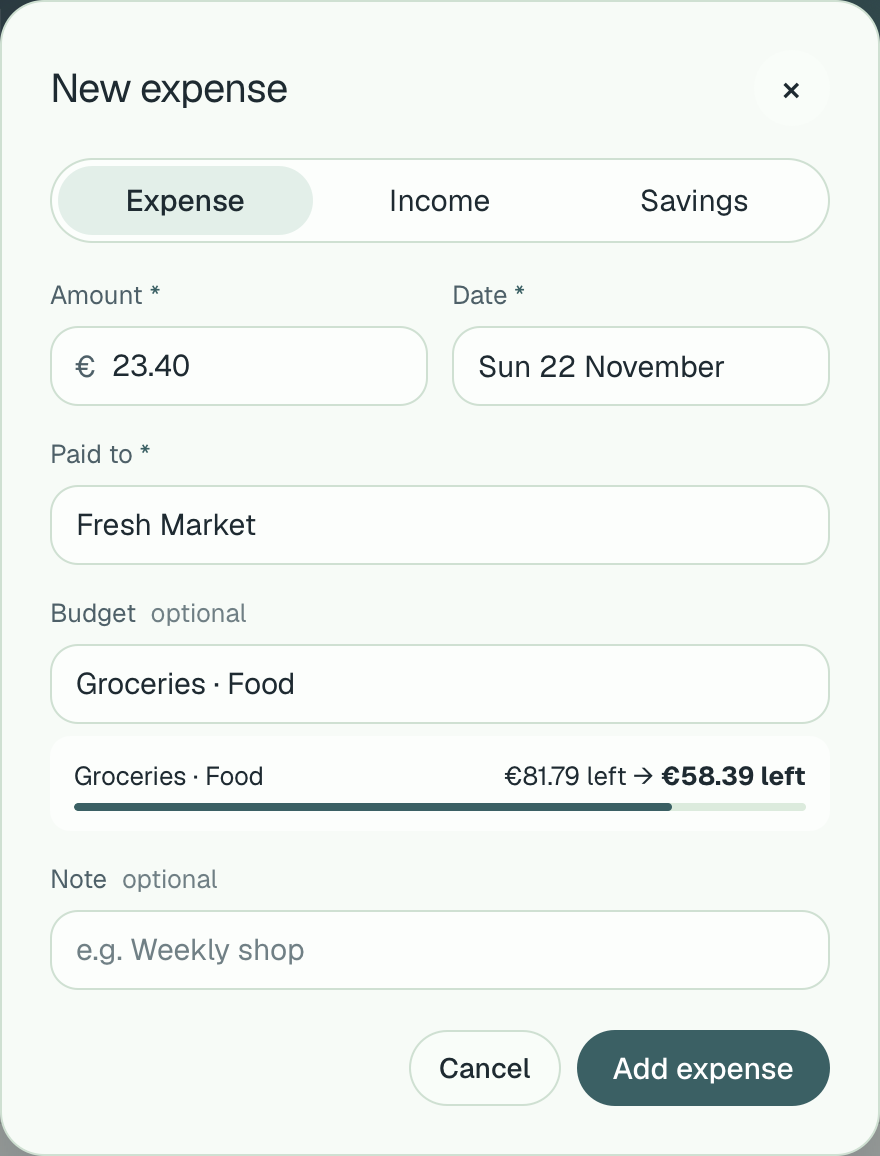 New expense
×
Expense Income Savings
Amount * Date *
€ 23.40 Sun 22 November
Paid to *
Fresh Market
Budget optional
Groceries · Food
Groceries · Food €81.79 left → €58.39 left
Note optional
e.g. Weekly shop
Cancel Add expense